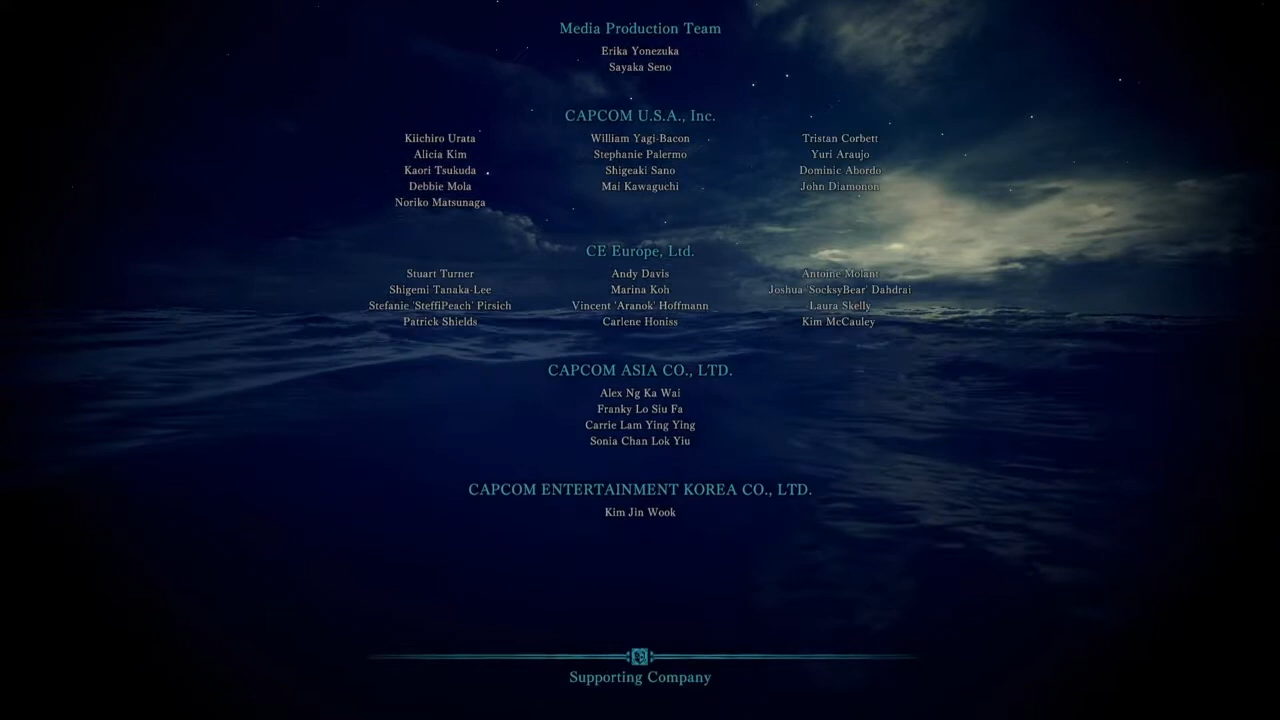 Media Production Team
Erika Yonezuka
Sayaka Seno
CAPCOM U.S.A., Inc.
Kiichiro Urata William Yagi-Bacon Tristan Corbett
Alicia Kim Stephanie Palermo Yuri Araujo
Kaori Tsukuda Shigeaki Sano Dominic Abordo
Debbie Mola Mai Kawaguchi John Diamonon
Noriko Matsunaga
CE Europe, Ltd.
Stuart Turner Andy Davis Antoine Molant
Shigemi Tanaka-Lee Marina Koh Joshua 'SocksyBear' Dahdrai
Stefanie 'SteffiPeach' Pirsich Vincent 'Aranok' Hoffmann Laura Skelly
Patrick Shields Carlene Honiss Kim McCauley
CAPCOM ASIA CO., LTD.
Alex Ng Ka Wai
Franky Lo Siu Fa
Carrie Lam Ying Ying
Sonia Chan Lok Yiu
CAPCOM ENTERTAINMENT KOREA CO., LTD.
Kim Jin Wook
Supporting Company